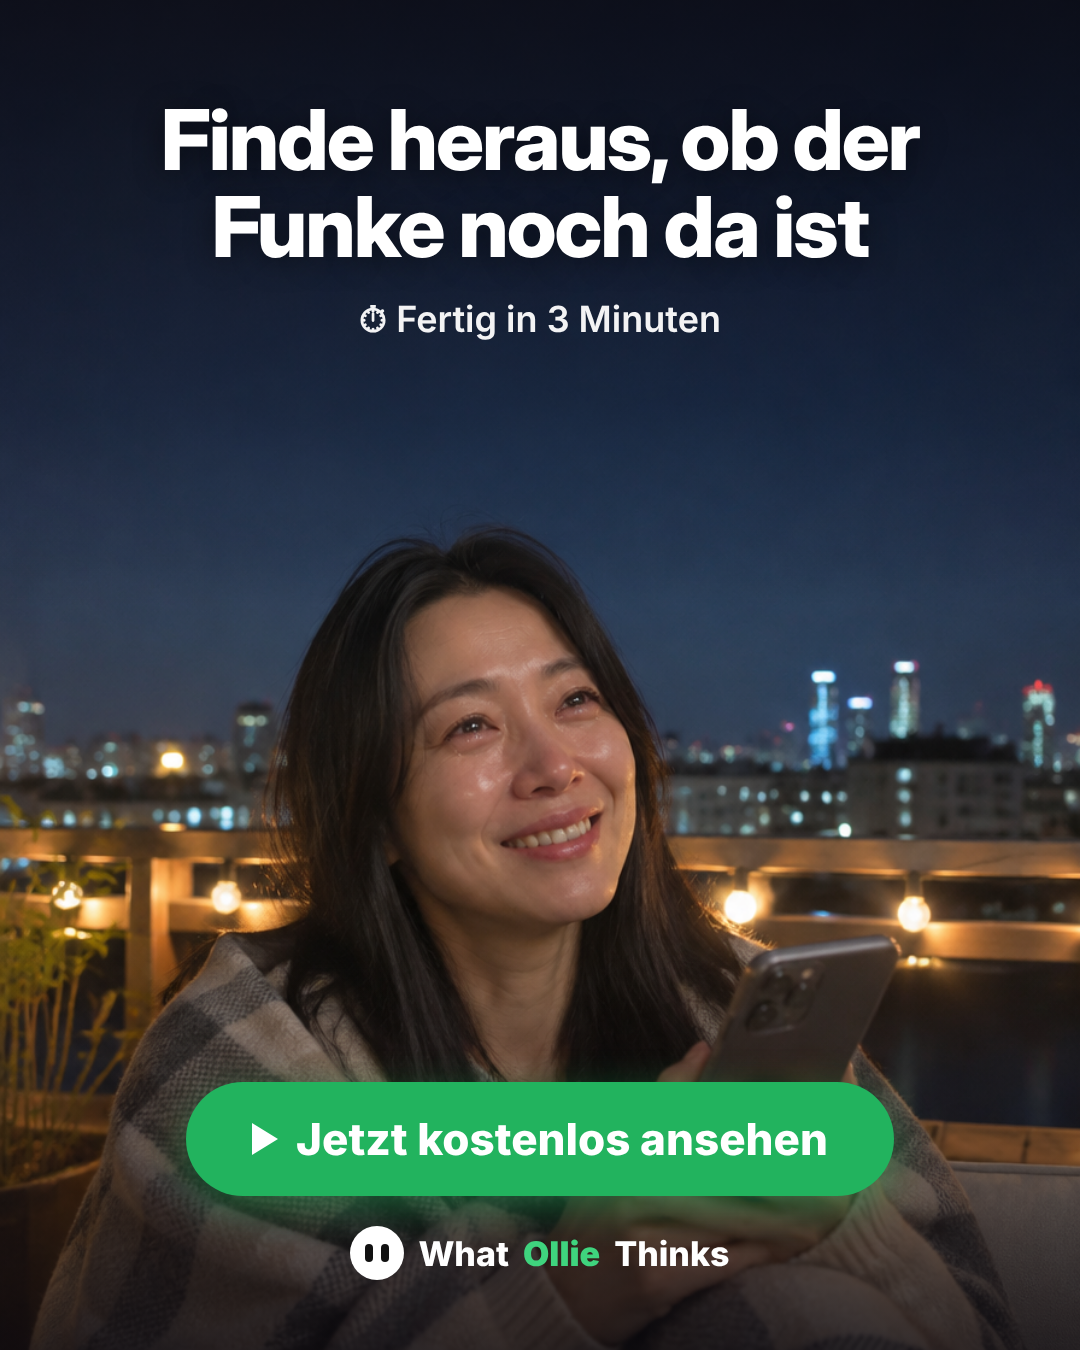 Finde heraus, ob der
Funke noch da ist
⏱ Fertig in 3 Minuten
▶ Jetzt kostenlos ansehen
What Ollie Thinks